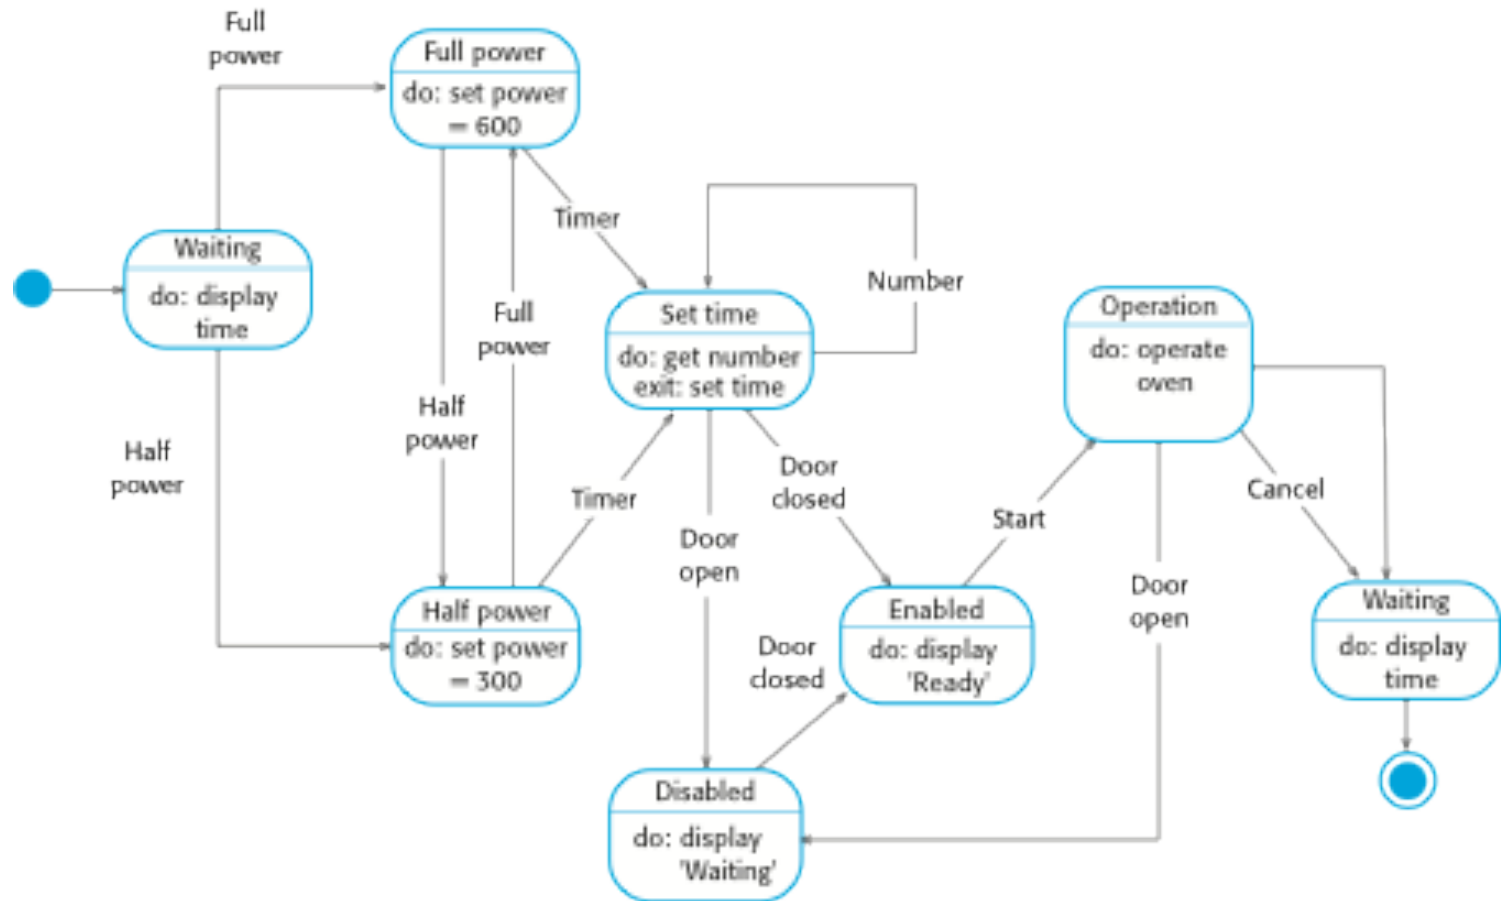 Full
power
Full power
do: set power
= 600
Timer
Waiting
do: display
time
Number
Full
power
Set time
do: get number
exit: set time
Operation
do: operate
oven
Half
power
Half
power
Timer
Door
closed
Door
open
Start
Cancel
Door
open
Half power
do: set power
= 300
Enabled
do: display
'Ready'
Door
closed
Waiting
do: display
time
Disabled
do: display
'Waiting'